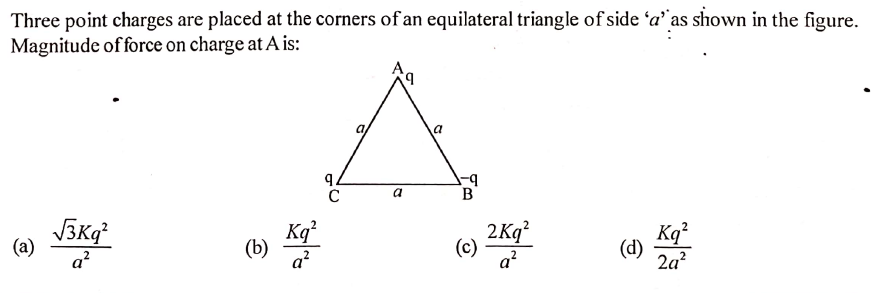 Three point charges are placed at the corners of an equilateral triangle of side ‘a’ as shown in the figure.
Magnitude of force on charge at A is:
A q
a a
q -q
C a B
(a) √3Kq²/a² (b) Kq²/a² (c) 2Kq²/a² (d) Kq²/2a²